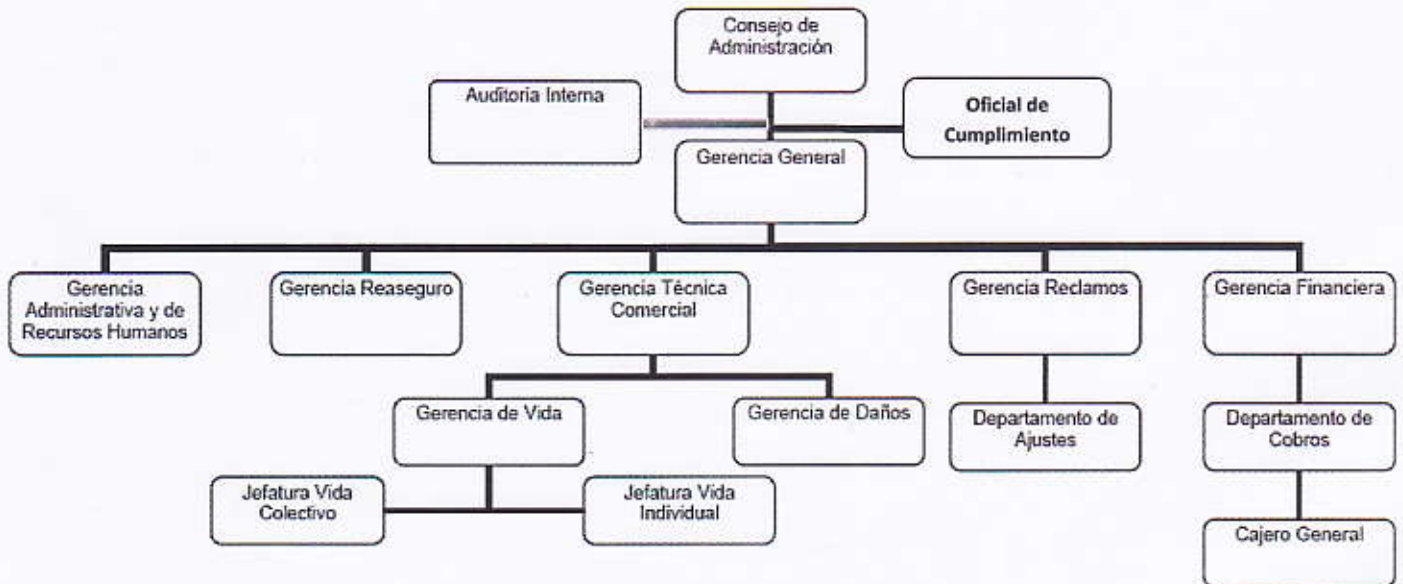 Consejo de
Administración
Auditoria Interna
Oficial de
Cumplimiento
Gerencia General
Gerencia
Administrativa y de
Recursos Humanos
Gerencia Reaseguro
Gerencia Técnica
Comercial
Gerencia Reclamos
Gerencia Financiera
Gerencia de Vida
Gerencia de Daños
Departamento de
Ajustes
Departamento de
Cobros
Jefatura Vida
Colectivo
Jefatura Vida
Individual
Cajero General